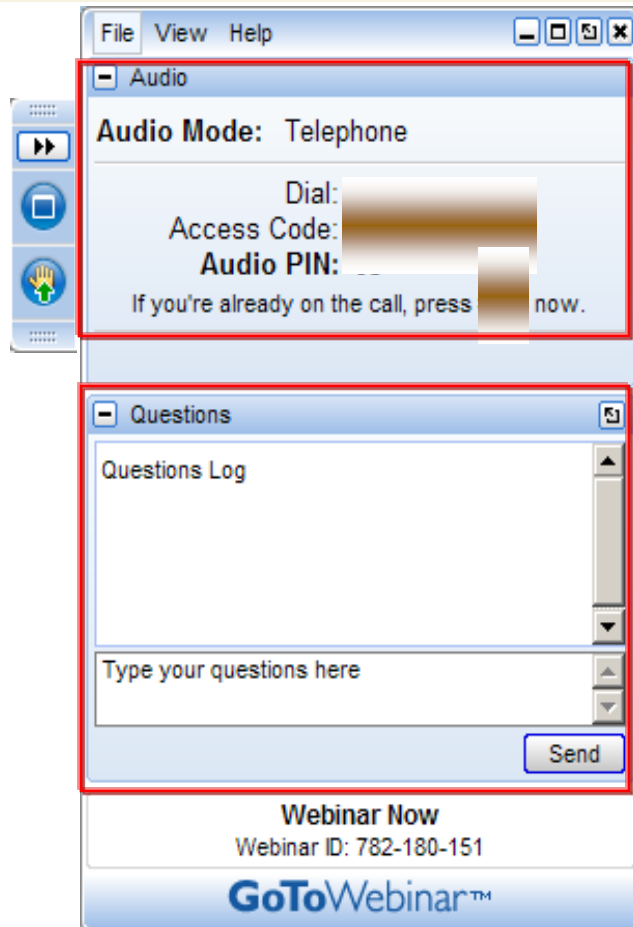 File View Help
Audio
Audio Mode: Telephone
Dial:
Access Code:
Audio PIN:
If you're already on the call, press now.
Questions
Questions Log
Type your questions here
Send
Webinar Now
Webinar ID: 782-180-151
GoToWebinar™